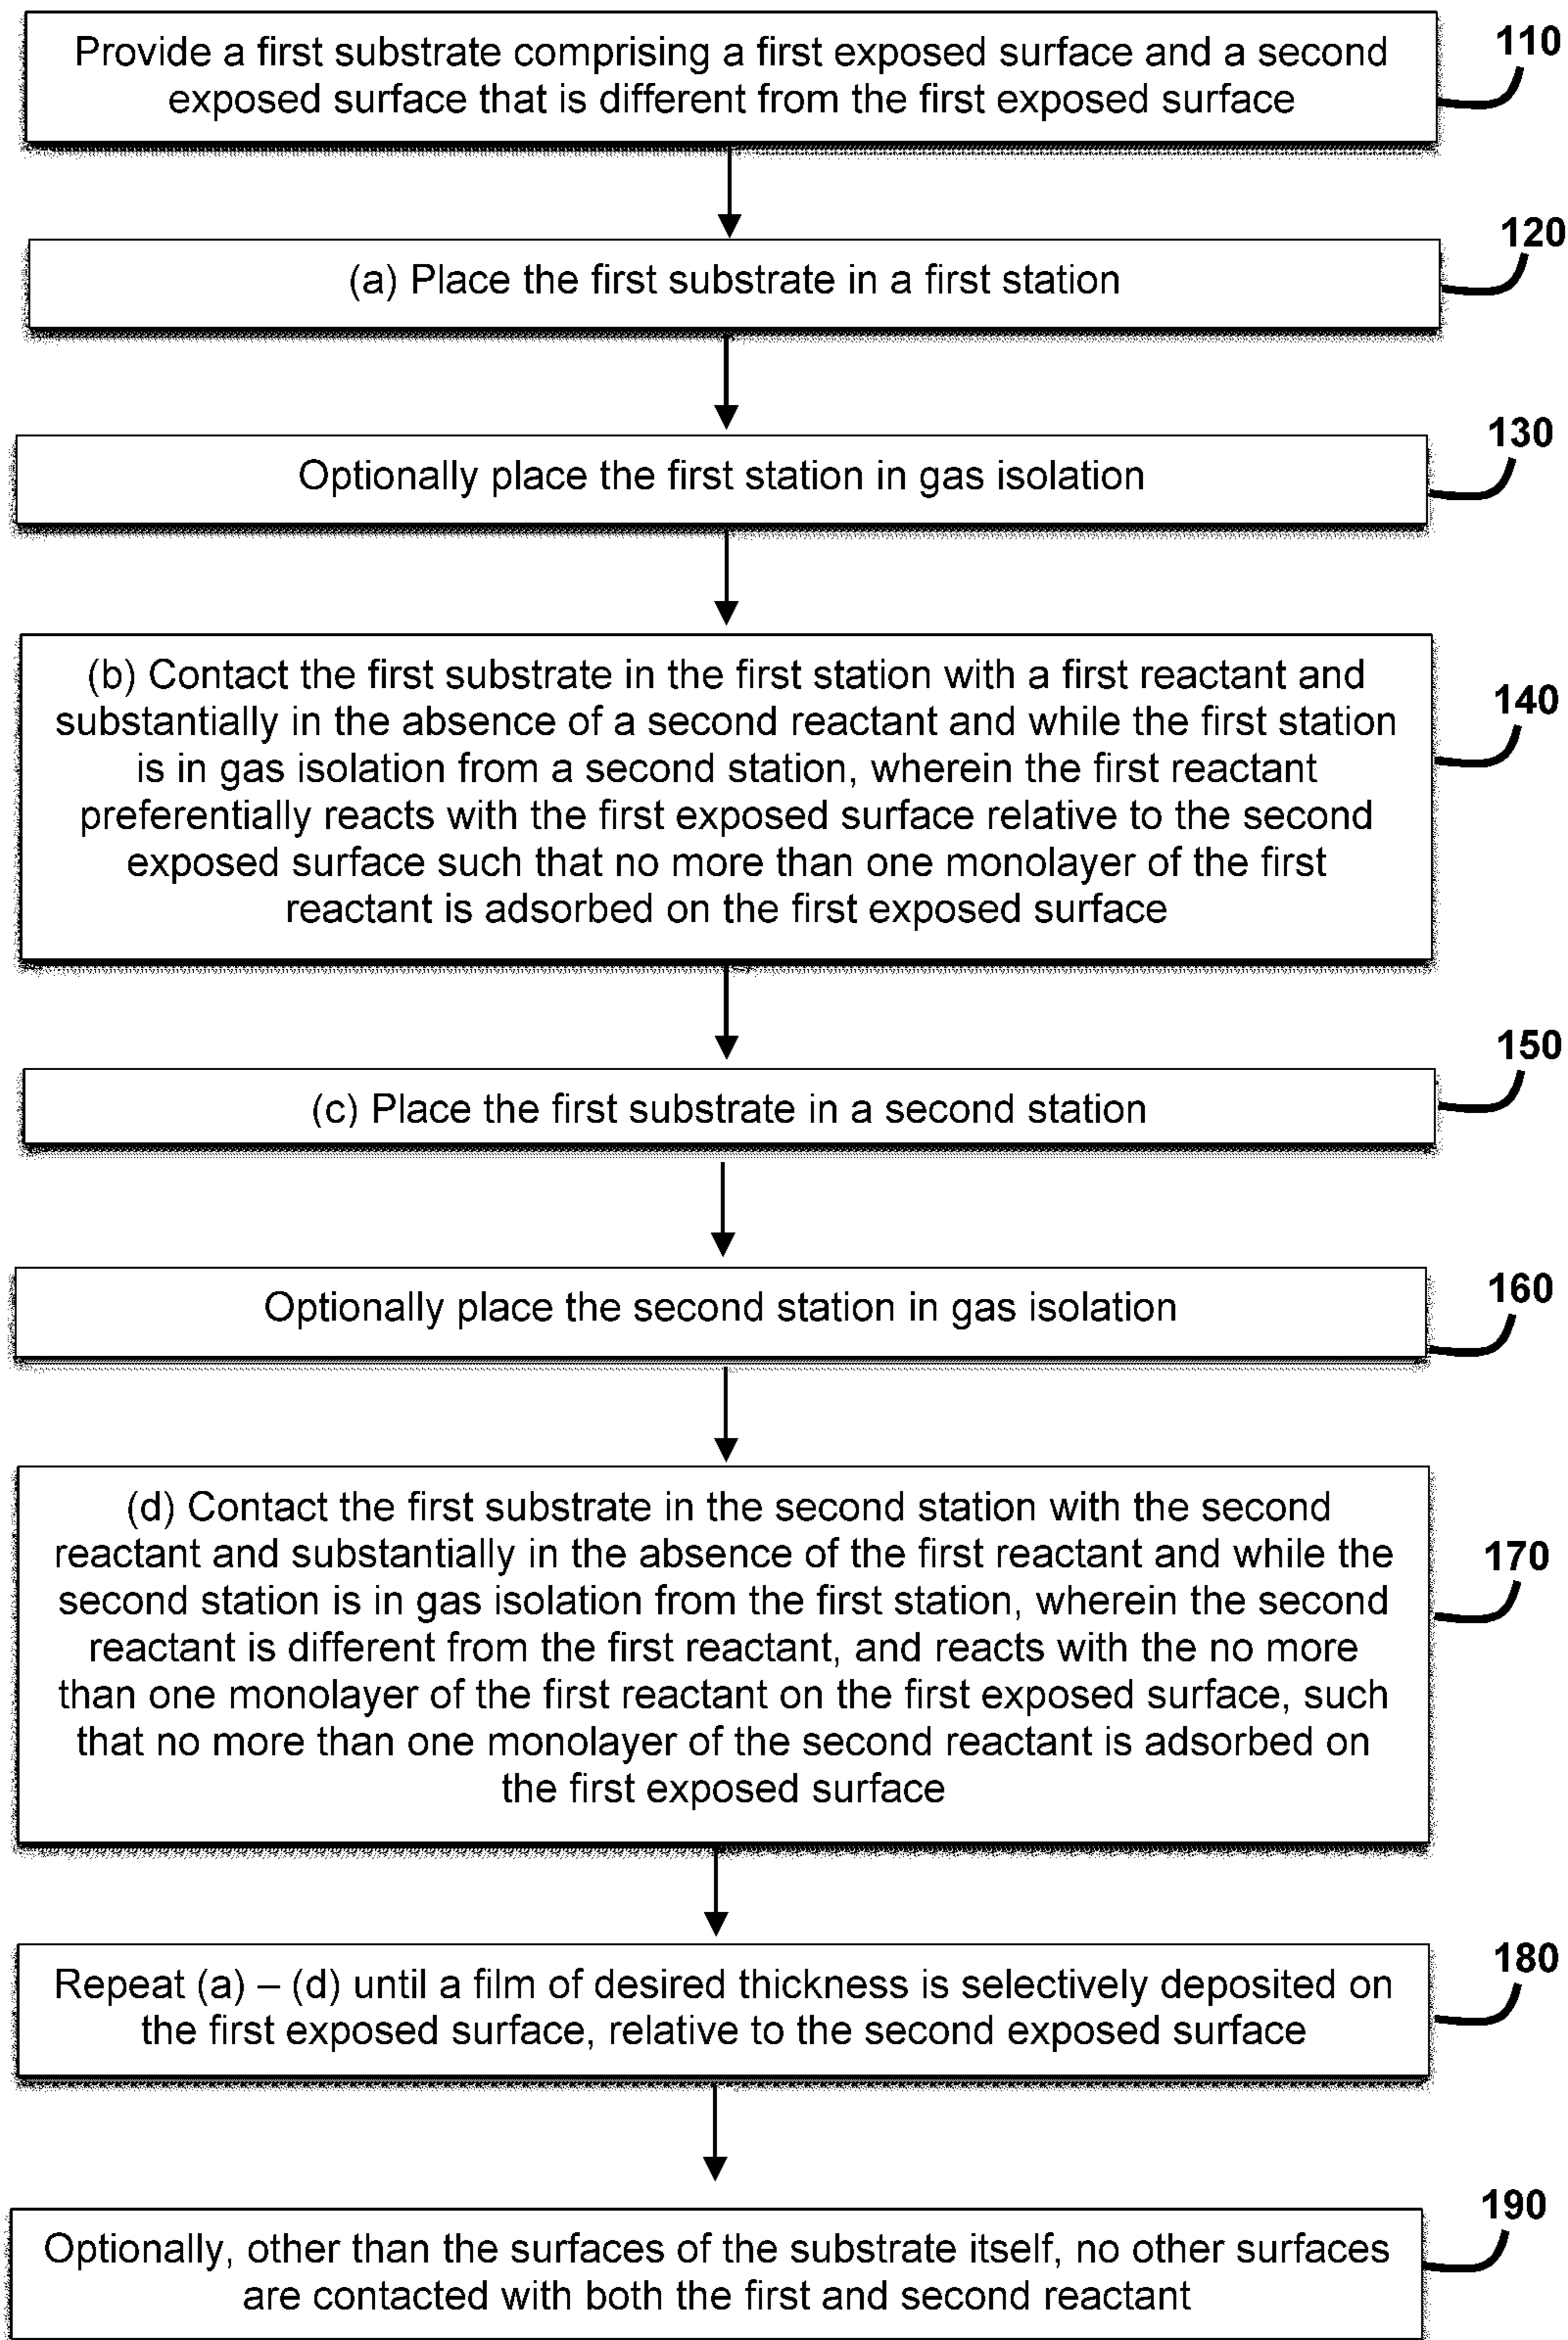 Provide a first substrate comprising a first exposed surface and a second
exposed surface that is different from the first exposed surface
110
(a) Place the first substrate in a first station
120
Optionally place the first station in gas isolation
130
(b) Contact the first substrate in the first station with a first reactant and
substantially in the absence of a second reactant and while the first station
is in gas isolation from a second station, wherein the first reactant
preferentially reacts with the first exposed surface relative to the second
exposed surface such that no more than one monolayer of the first
reactant is adsorbed on the first exposed surface
140
(c) Place the first substrate in a second station
150
Optionally place the second station in gas isolation
160
(d) Contact the first substrate in the second station with the second
reactant and substantially in the absence of the first reactant and while the
second station is in gas isolation from the first station, wherein the second
reactant is different from the first reactant, and reacts with the no more
than one monolayer of the first reactant on the first exposed surface, such
that no more than one monolayer of the second reactant is adsorbed on
the first exposed surface
170
Repeat (a) – (d) until a film of desired thickness is selectively deposited on
the first exposed surface, relative to the second exposed surface
180
Optionally, other than the surfaces of the substrate itself, no other surfaces
are contacted with both the first and second reactant
190